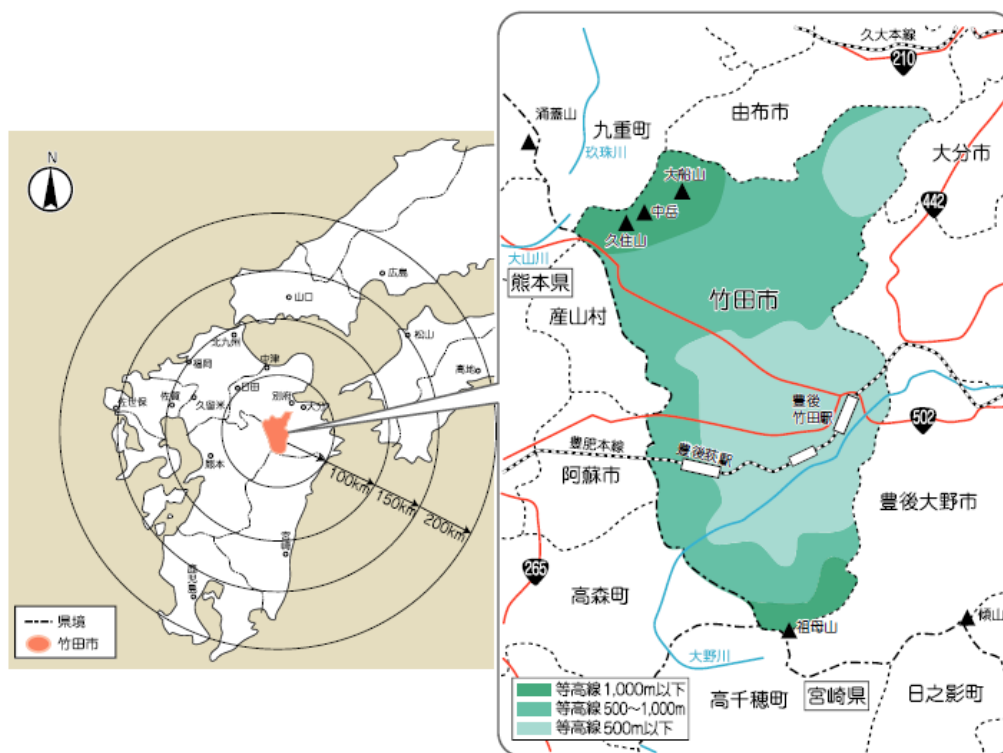 N
広島
山口
松山
高地
北九州
福岡
中津
日田
別府
大分
佐世保
佐賀
久留米
熊本
宮崎
鹿児島
100km
150km
200km
県境
竹田市
久大本線
210
涌蓋山
九重町
由布市
玖珠川
大分市
大船山
中岳
久住山
442
大山川
熊本県
竹田市
産山村
豊後
竹田駅
502
豊肥本線
豊後荻駅
阿蘇市
豊後大野市
265
高森町
祖母山
傾山
大野川
高千穂町
宮崎県
日之影町
等高線 1,000m以下
等高線 500～1,000m
等高線 500m以下